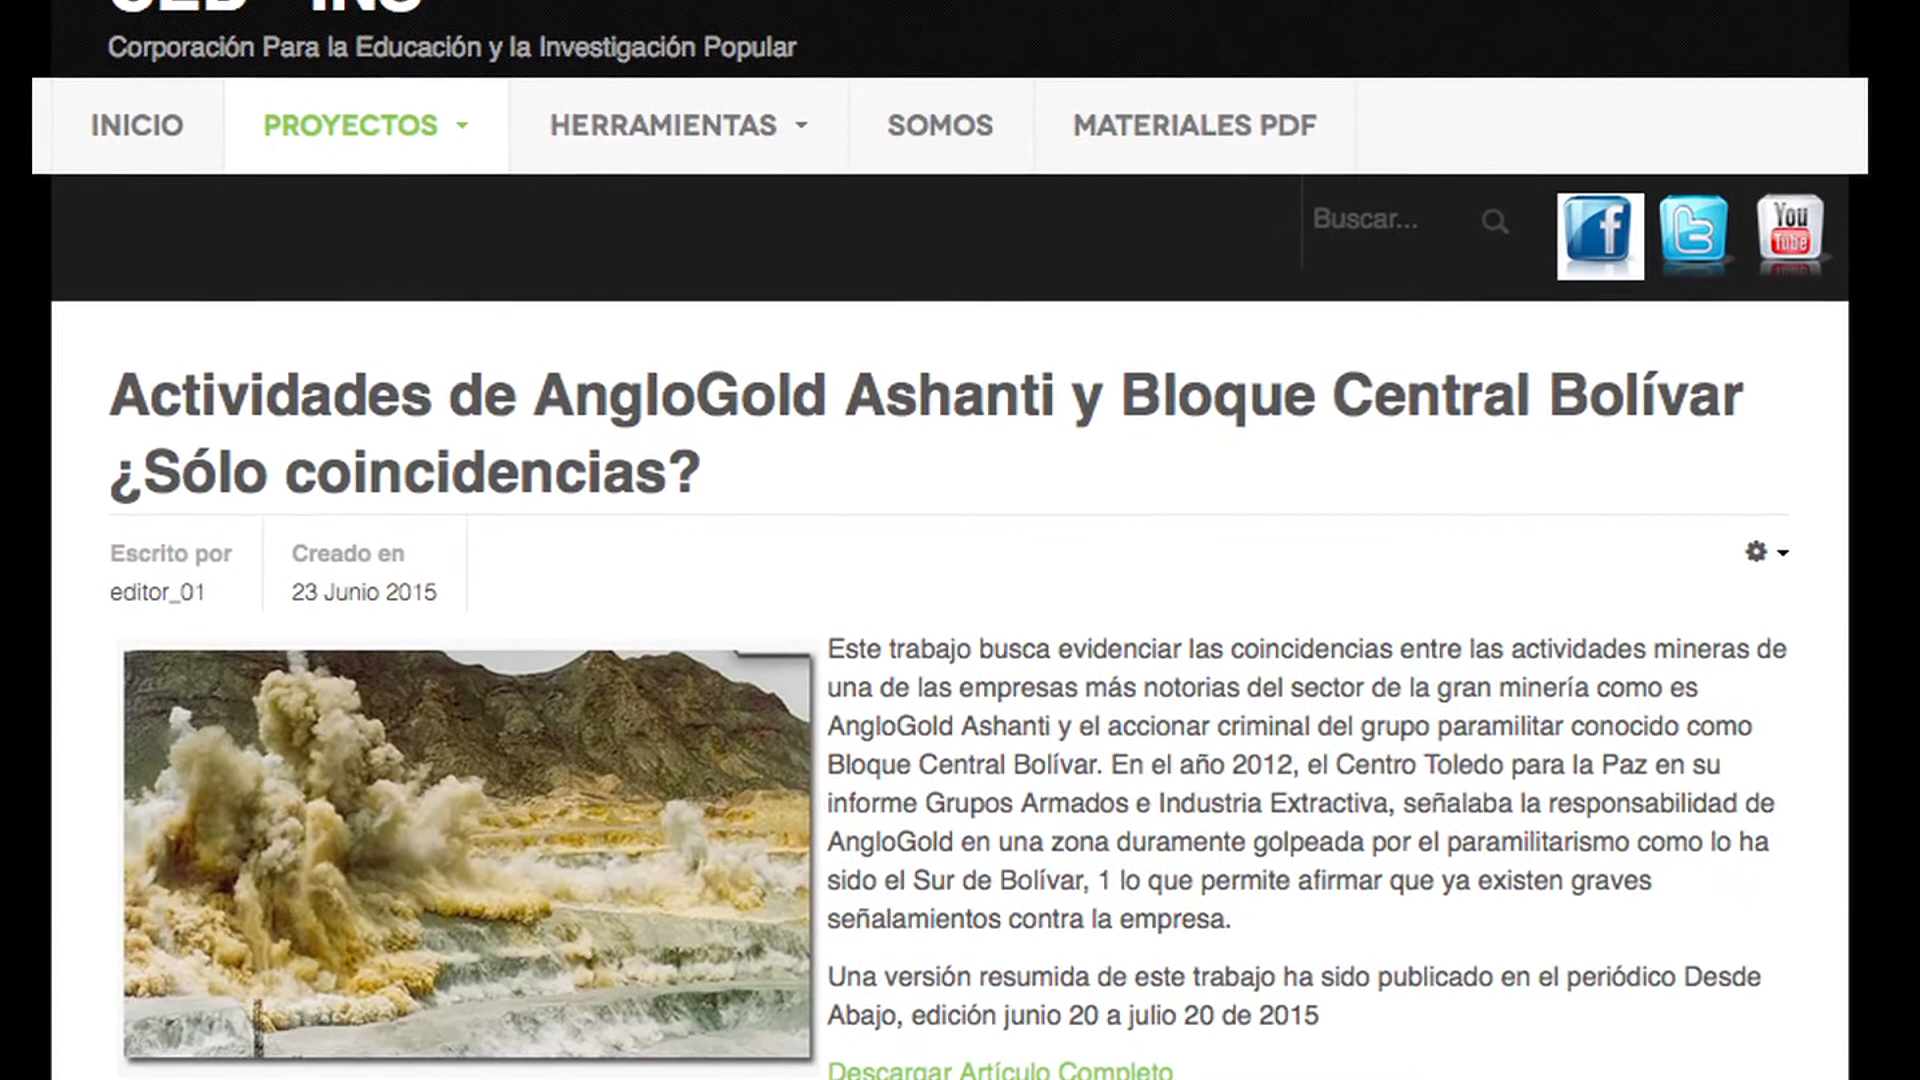 Corporación Para la Educación y la Investigación Popular
INICIO
PROYECTOS
HERRAMIENTAS
SOMOS
MATERIALES PDF
Buscar...
f
t
You
Tube
Actividades de AngloGold Ashanti y Bloque Central Bolívar
¿Sólo coincidencias?
Escrito por
editor_01
Creado en
23 Junio 2015
Este trabajo busca evidenciar las coincidencias entre las actividades mineras de
una de las empresas más notorias del sector de la gran minería como es
AngloGold Ashanti y el accionar criminal del grupo paramilitar conocido como
Bloque Central Bolívar. En el año 2012, el Centro Toledo para la Paz en su
informe Grupos Armados e Industria Extractiva, señalaba la responsabilidad de
AngloGold en una zona duramente golpeada por el paramilitarismo como lo ha
sido el Sur de Bolívar, 1 lo que permite afirmar que ya existen graves
señalamientos contra la empresa.
Una versión resumida de este trabajo ha sido publicado en el periódico Desde
Abajo, edición junio 20 a julio 20 de 2015
Descargar Artículo Completo